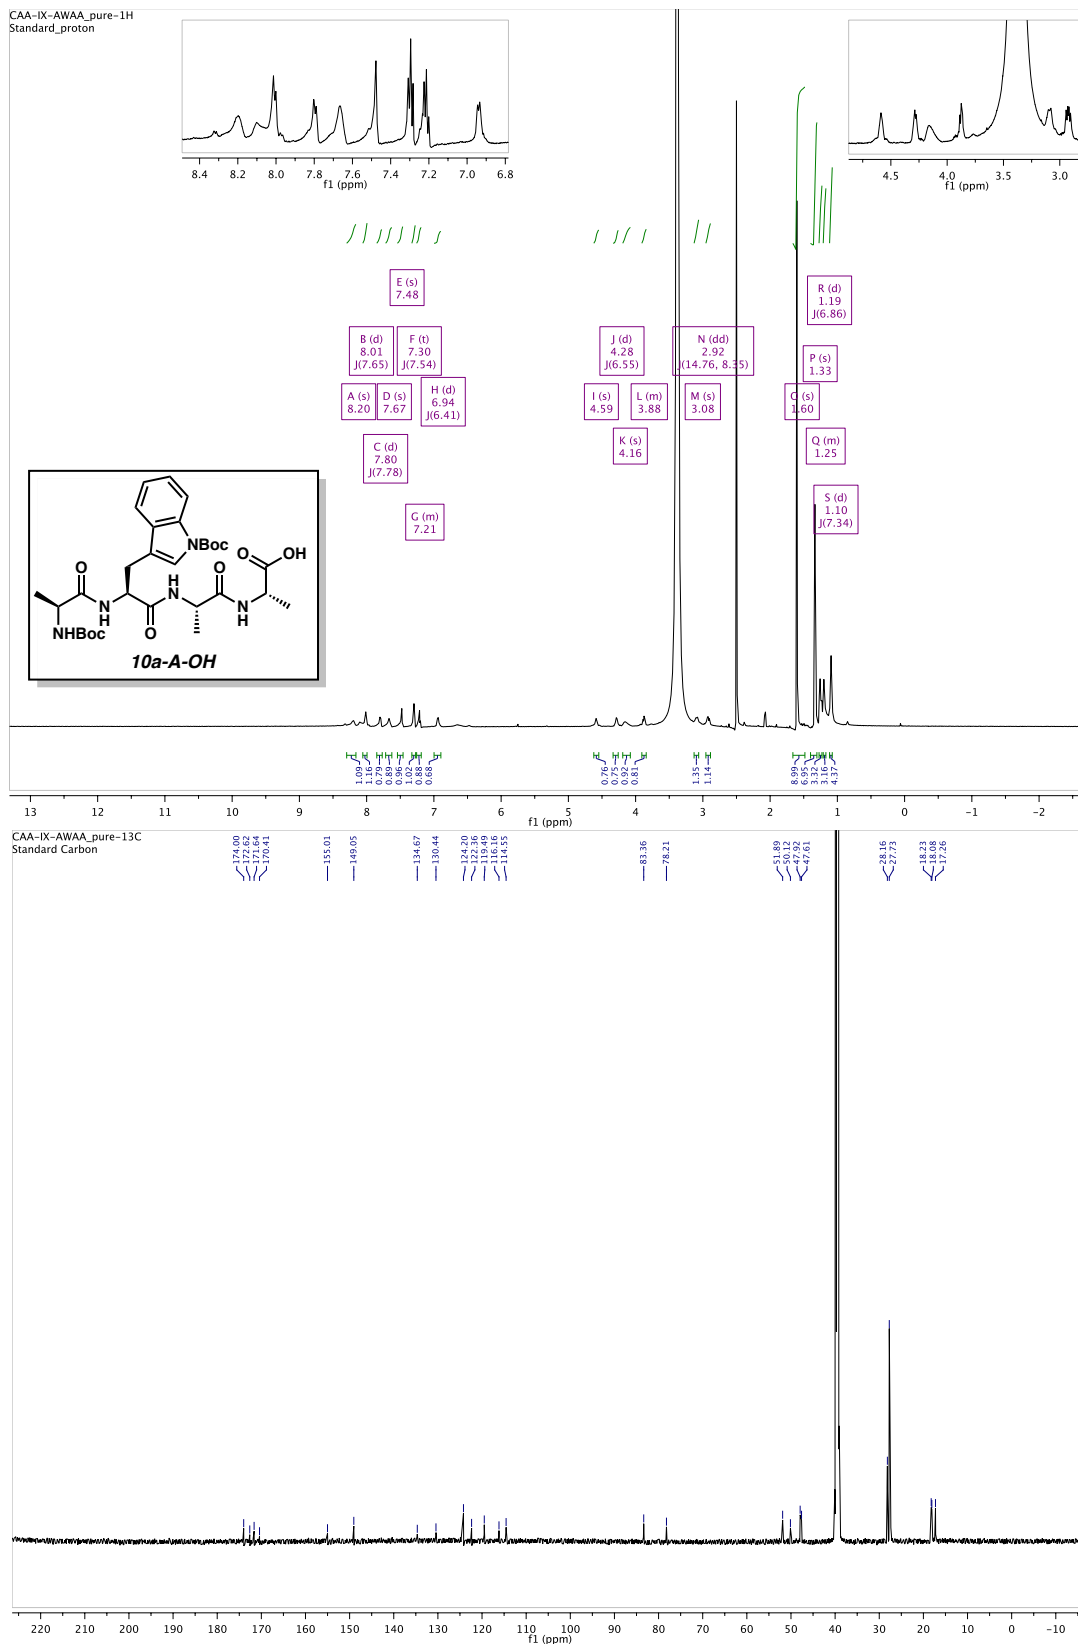 CAA-IX-AWAA_pure-1H
Standard_proton
8.4 8.2 8.0 7.8 7.6 7.4 7.2 7.0 6.8
f1 (ppm)
4.5 4.0 3.5 3.0
f1 (ppm)
E (s)
7.48
R (d)
1.19
J(6.86)
B (d)
8.01
J(7.65)
F (t)
7.30
J(7.54)
J (d)
4.28
J(6.55)
N (dd)
2.92
J(14.76, 8.35)
P (s)
1.33
A (s)
8.20
D (s)
7.67
H (d)
6.94
J(6.41)
I (s)
4.59
L (m)
3.88
M (s)
3.08
O (s)
1.60
C (d)
7.80
J(7.78)
K (s)
4.16
Q (m)
1.25
G (m)
7.21
S (d)
1.10
J(7.34)
NBoc
O OH
O H O
N
N N
H O H
NHBoc
10a-A-OH
1.09 1.16 0.79 0.89 0.96 1.02 0.88 0.68 0.76 0.75 0.92 0.81 1.35 1.14 8.99 6.95 3.32 3.16 4.37
13 12 11 10 9 8 7 6 5 4 3 2 1 0 -1 -2
f1 (ppm)
CAA-IX-AWAA_pure-13C
Standard Carbon
174.00 172.62 171.64 170.41 155.01 149.05 134.67 130.44 124.20 122.36 119.49 116.16 114.55 83.36 78.21 51.89 50.12 47.92 47.61 28.16 27.73 18.23 18.08 17.26
220 210 200 190 180 170 160 150 140 130 120 110 100 90 80 70 60 50 40 30 20 10 0 -10
f1 (ppm)